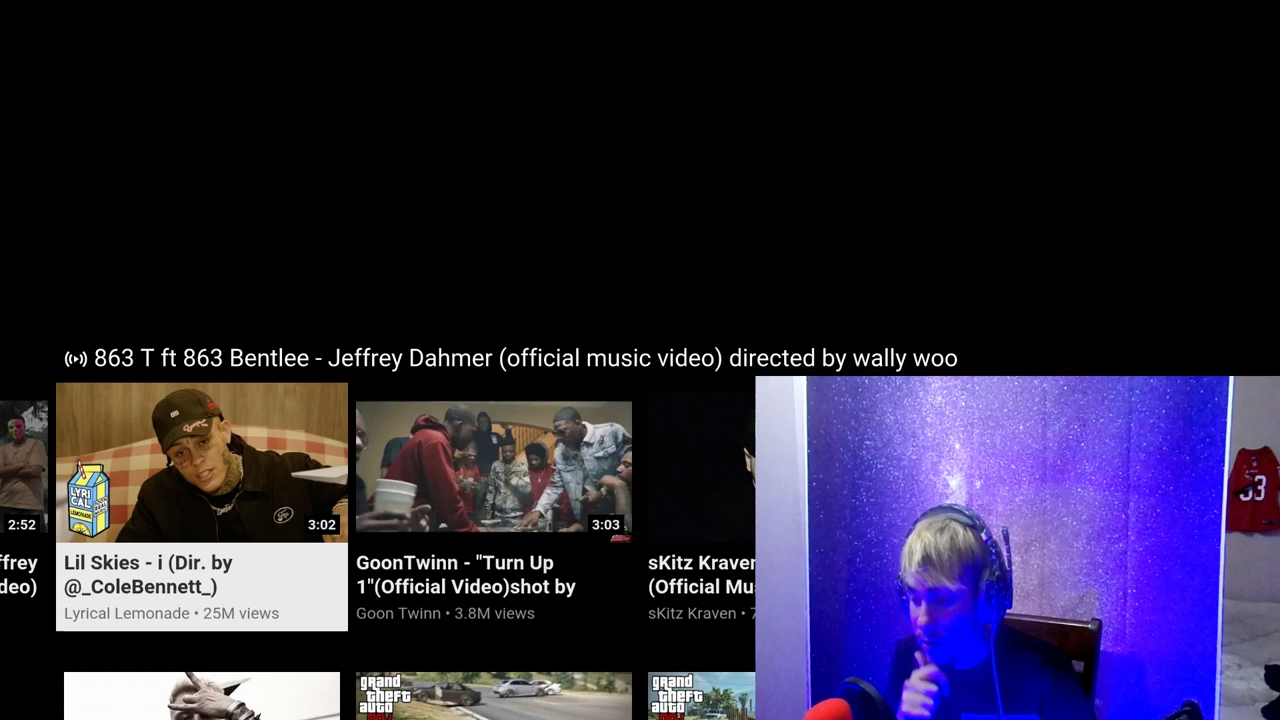 863 T ft 863 Bentlee - Jeffrey Dahmer (official music video) directed by wally woo
LYRI
CAL
LEMONADE
2:52
3:02
3:03
33
ffrey
deo)
Lil Skies - i (Dir. by
@_ColeBennett_)
Lyrical Lemonade • 25M views
GoonTwinn - "Turn Up
1"(Official Video)shot by
Goon Twinn • 3.8M views
sKitz Kraven
(Official Mu
sKitz Kraven • 7
grand
theft
auto
grand
theft
auto